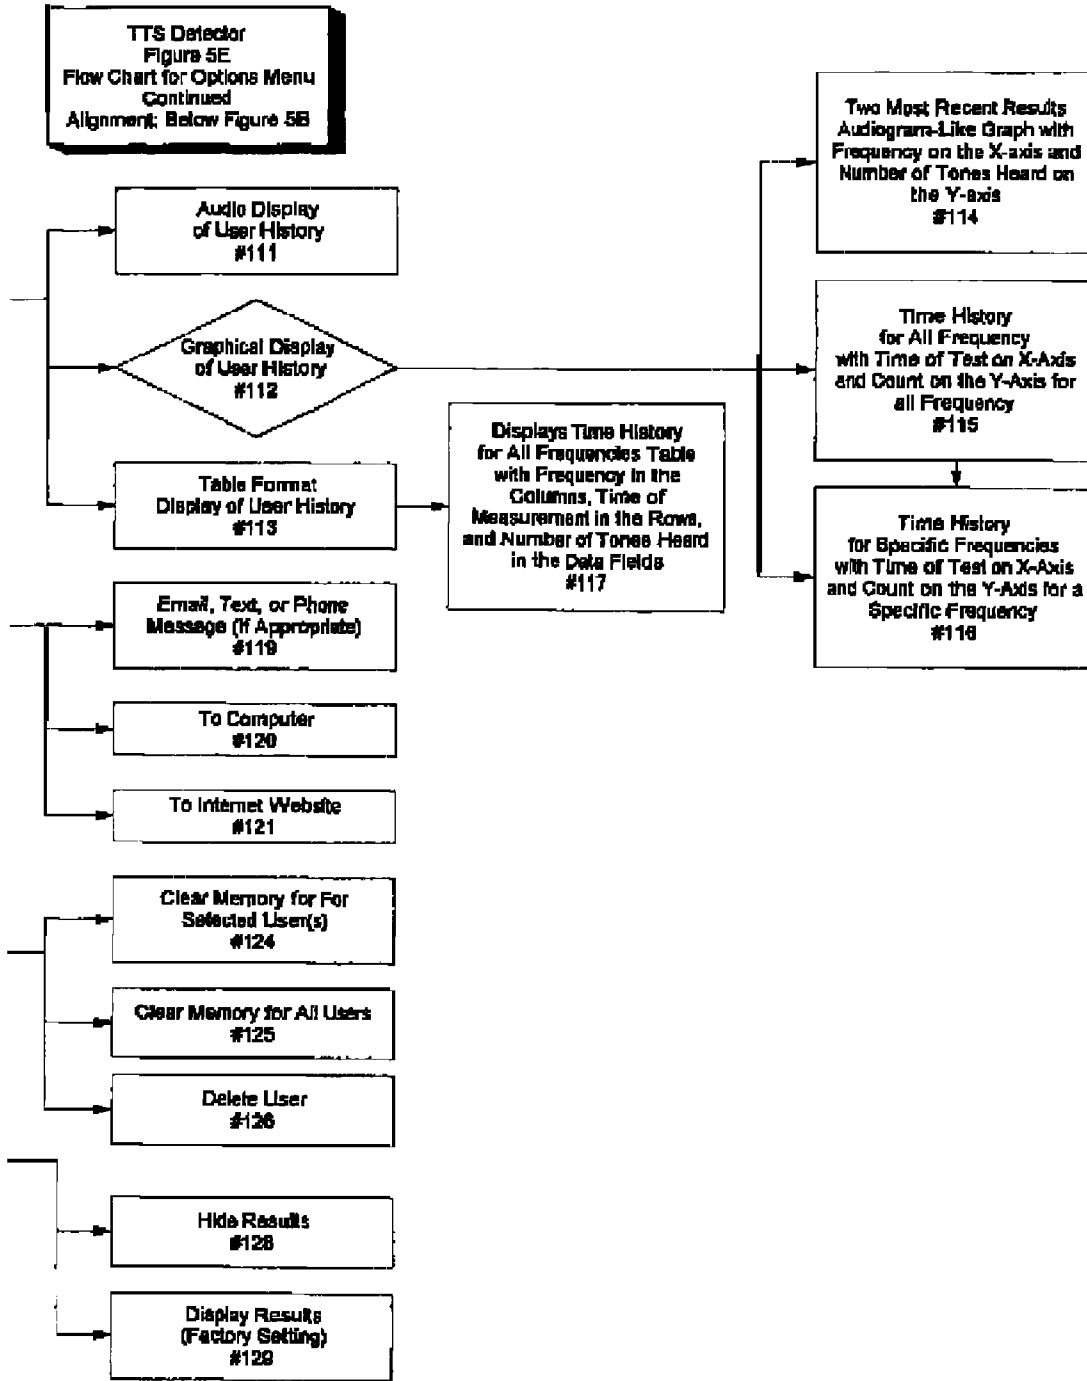 TTS Detector
Figure 5E
Flow Chart for Options Menu
Continued
Alignment: Below Figure 5B
Two Most Recent Results
Audiogram-Like Graph with
Frequency on the X-axis and
Number of Tones Heard on
the Y-axis
#114
Audio Display
of User History
#111
Graphical Display
of User History
#112
Time History
for All Frequency
with Time of Test on X-Axis
and Count on the Y-Axis for
all Frequency
#115
Table Format
Display of User History
#113
Displays Time History
for All Frequencies Table
with Frequency in the
Columns, Time of
Measurement in the Rows,
and Number of Tones Heard
in the Data Fields
#117
Time History
for Specific Frequencies
with Time of Test on X-Axis
and Count on the Y-Axis for a
Specific Frequency
#116
Email, Text, or Phone
Message (If Appropriate)
#119
To Computer
#120
To Internet Website
#121
Clear Memory for For
Selected User(s)
#124
Clear Memory for All Users
#125
Delete User
#126
Hide Results
#128
Display Results
(Factory Setting)
#129